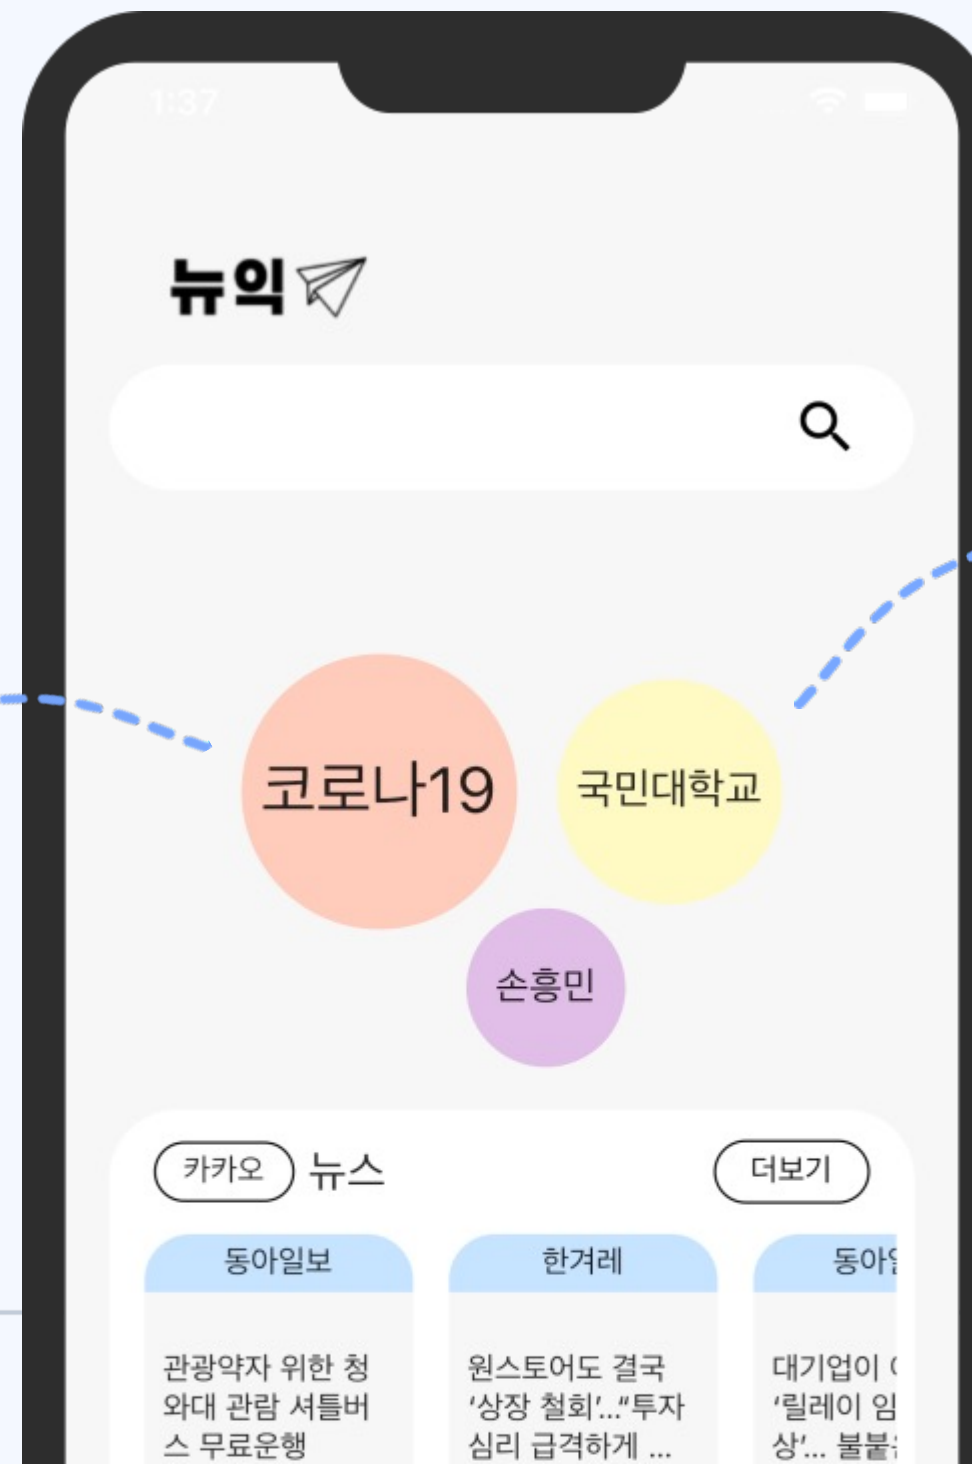 1:37
뉴익
코로나19
국민대학교
손흥민
카카오 뉴스 더보기
동아일보 한겨레
관광약자 위한 청
와대 관람 셔틀버
스 무료운행
원스토어도 결국
‘상장 철회’...“투자
심리 급격하게 ...
대기업이
‘릴레이 임
상’... 불붙